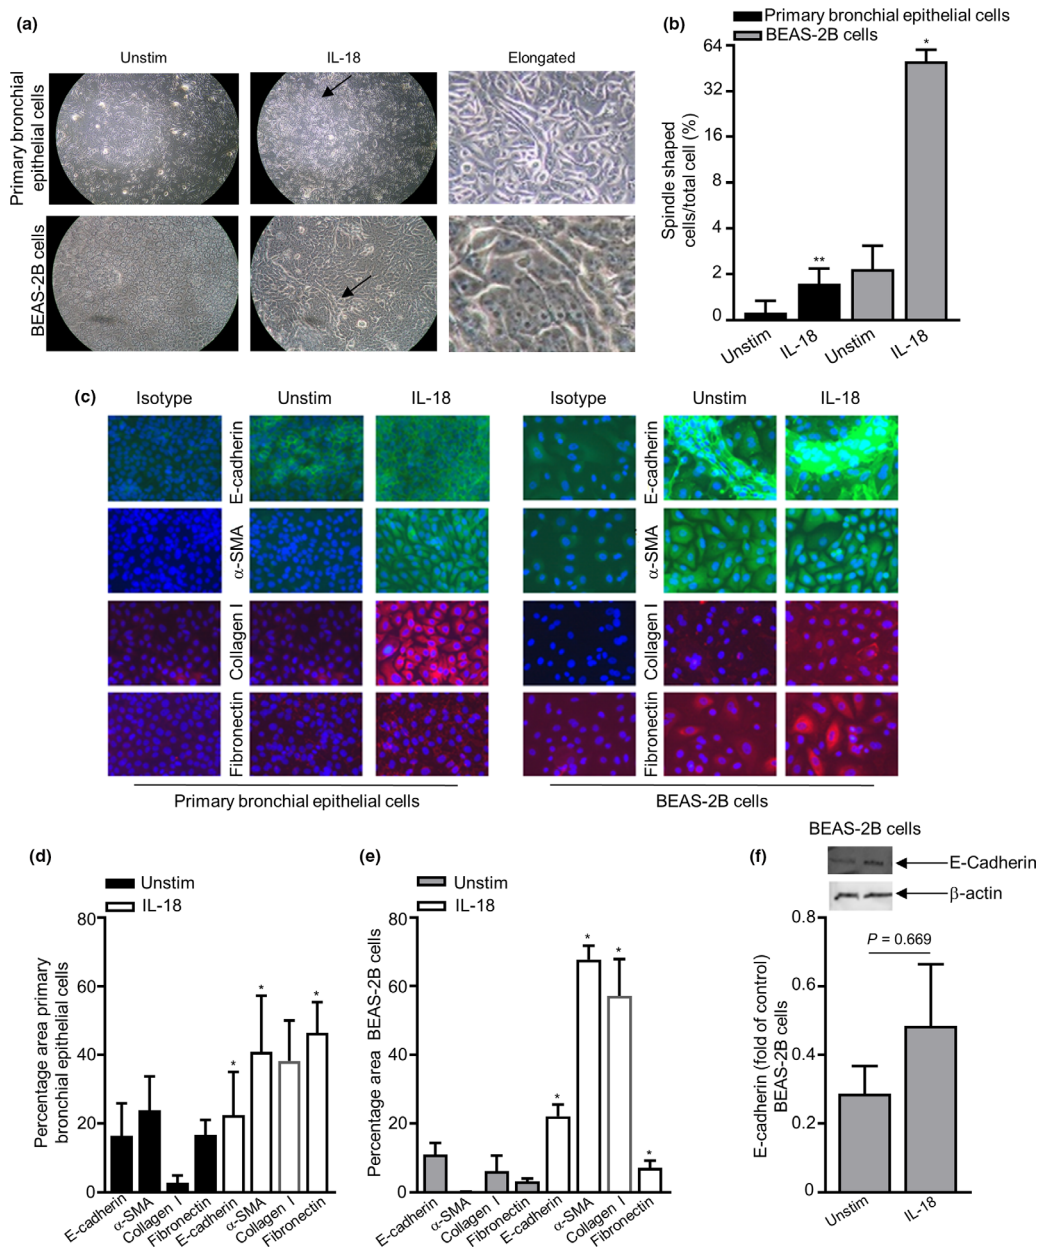 (a)
Unstim
IL-18
Elongated
Primary bronchial
epithelial cells
BEAS-2B cells
(b)
Primary bronchial epithelial cells
BEAS-2B cells
Spindle shaped
cells/total cell (%)
64
32
16
8
4
2
0
**
*
Unstim
IL-18
Unstim
IL-18
(c)
Isotype
Unstim
IL-18
Isotype
Unstim
IL-18
E-cadherin
E-cadherin
α-SMA
α-SMA
Collagen I
Collagen I
Fibronectin
Fibronectin
Primary bronchial epithelial cells
BEAS-2B cells
(d)
Unstim
IL-18
Percentage area primary
bronchial epithelial cells
80
60
40
20
0
*
*
*
E-cadherin
α-SMA
Collagen I
Fibronectin
E-cadherin
α-SMA
Collagen I
Fibronectin
(e)
Unstim
IL-18
Percentage area BEAS-2B cells
80
60
40
20
0
*
*
*
*
E-cadherin
α-SMA
Collagen I
Fibronectin
E-cadherin
α-SMA
Collagen I
Fibronectin
(f)
BEAS-2B cells
E-Cadherin
β-actin
E-cadherin (fold of control)
BEAS-2B cells
0.8
0.6
0.4
0.2
0
P = 0.669
Unstim
IL-18